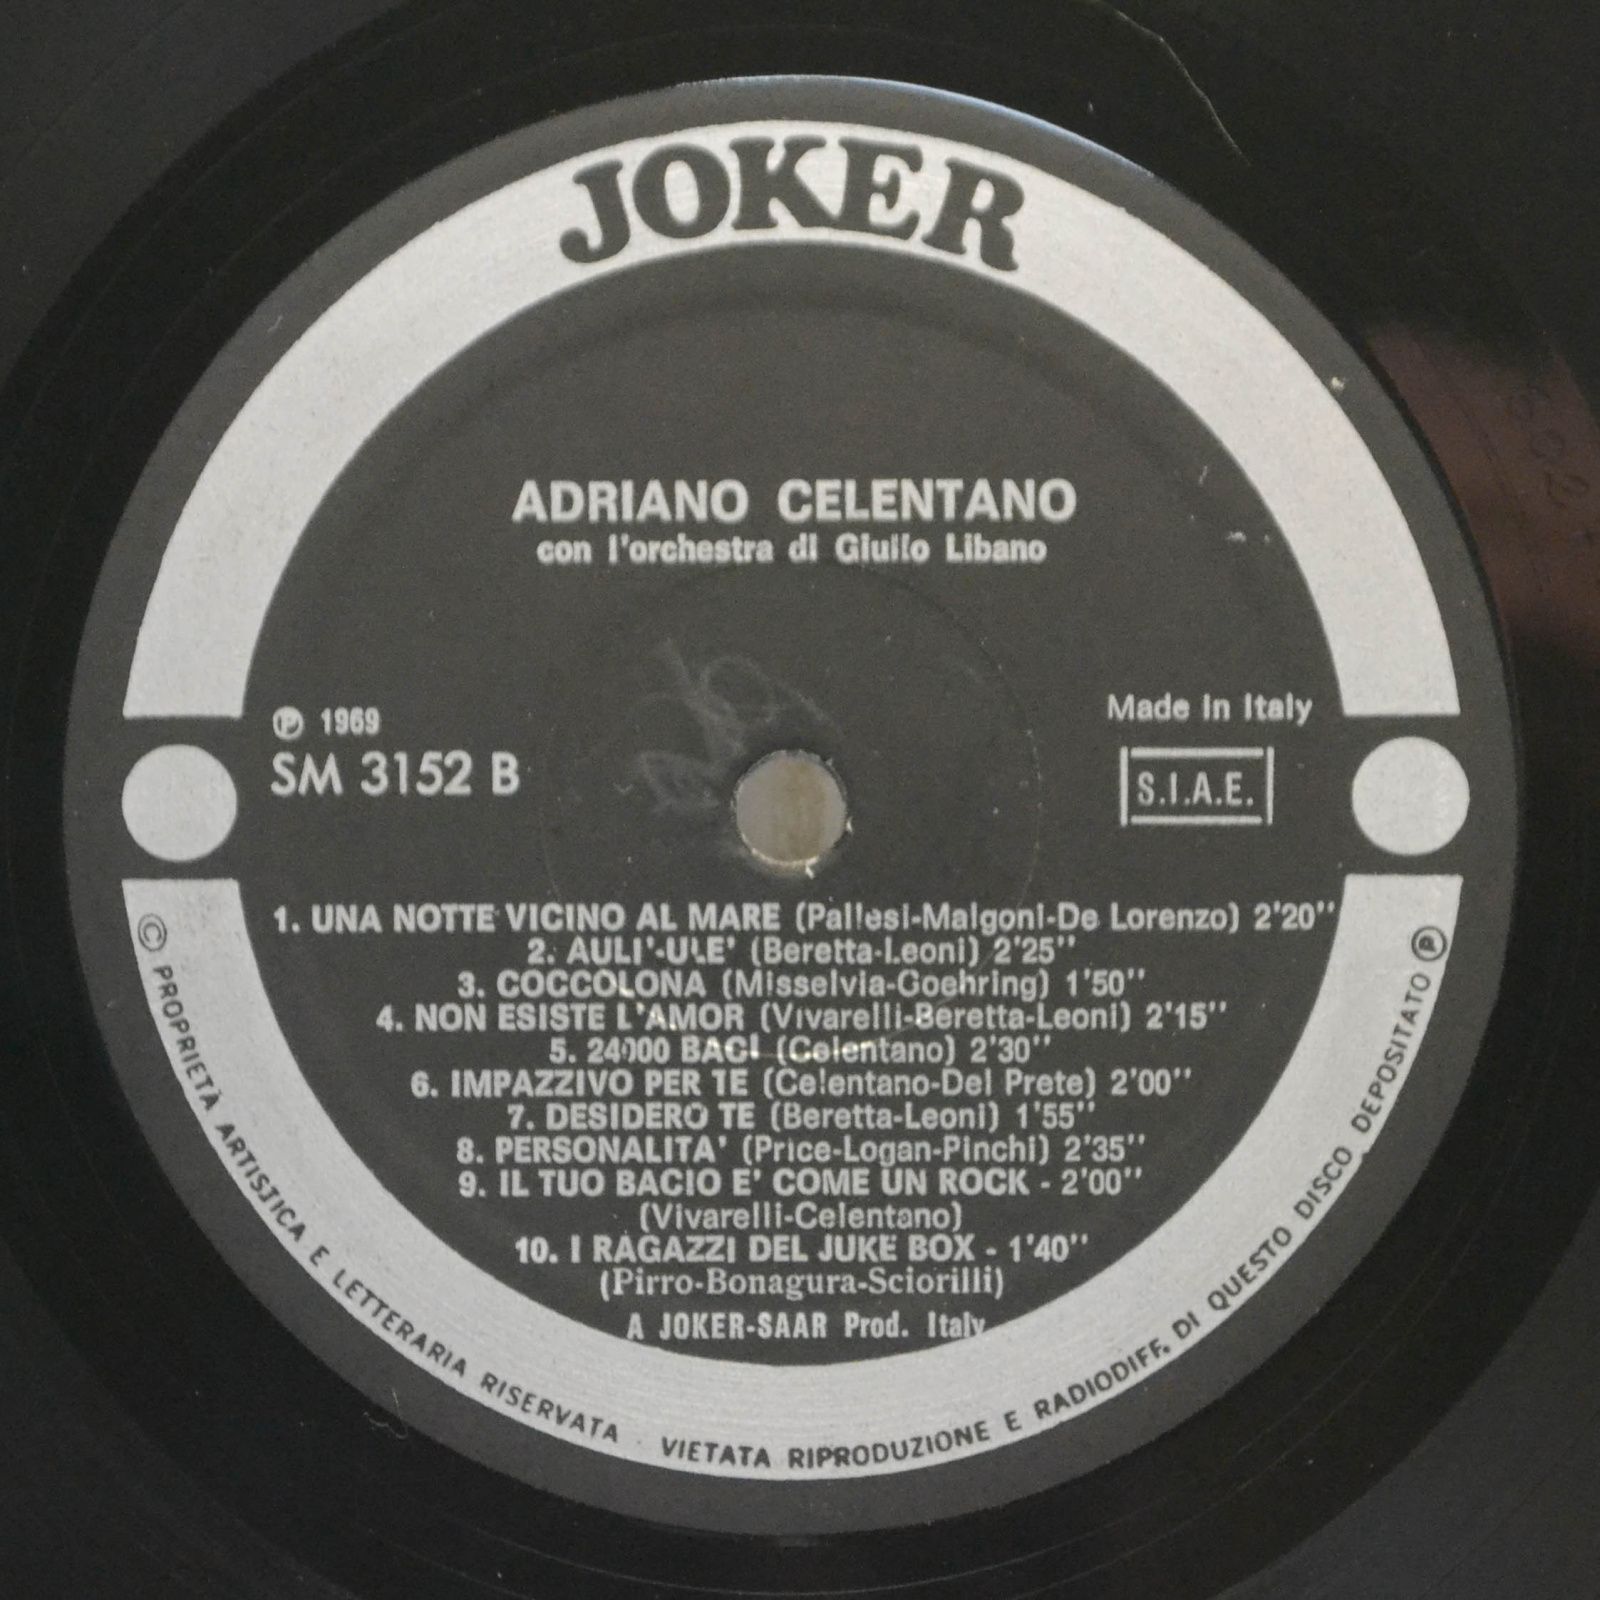 JOKER
ADRIANO CELENTANO
con l'orchestra di Giulio Libano
℗ 1969
SM 3152 B
Made in Italy
S.I.A.E.
1. UNA NOTTE VICINO AL MARE (Pallesi-Malgoni-De Lorenzo) 2'20''
2. AULI'-ULE' (Beretta-Leoni) 2'25''
3. COCCOLONA (Misselvia-Goehring) 1'50''
4. NON ESISTE L'AMOR (Vivarelli-Beretta-Leoni) 2'15''
5. 24000 BACI (Celentano) 2'30''
6. IMPAZZIVO PER TE (Celentano-Del Prete) 2'00''
7. DESIDERO TE (Beretta-Leoni) 1'55''
8. PERSONALITA' (Price-Logan-Pinchi) 2'35''
9. IL TUO BACIO E' COME UN ROCK - 2'00''
(Vivarelli-Celentano)
10. I RAGAZZI DEL JUKE BOX - 1'40''
(Pirro-Bonagura-Sciorilli)
A JOKER-SAAR Prod. Italy
© PROPRIETÀ ARTISTICA E LETTERARIA RISERVATA · VIETATA RIPRODUZIONE E RADIODIFF. DI QUESTO DISCO DEPOSITATO ℗